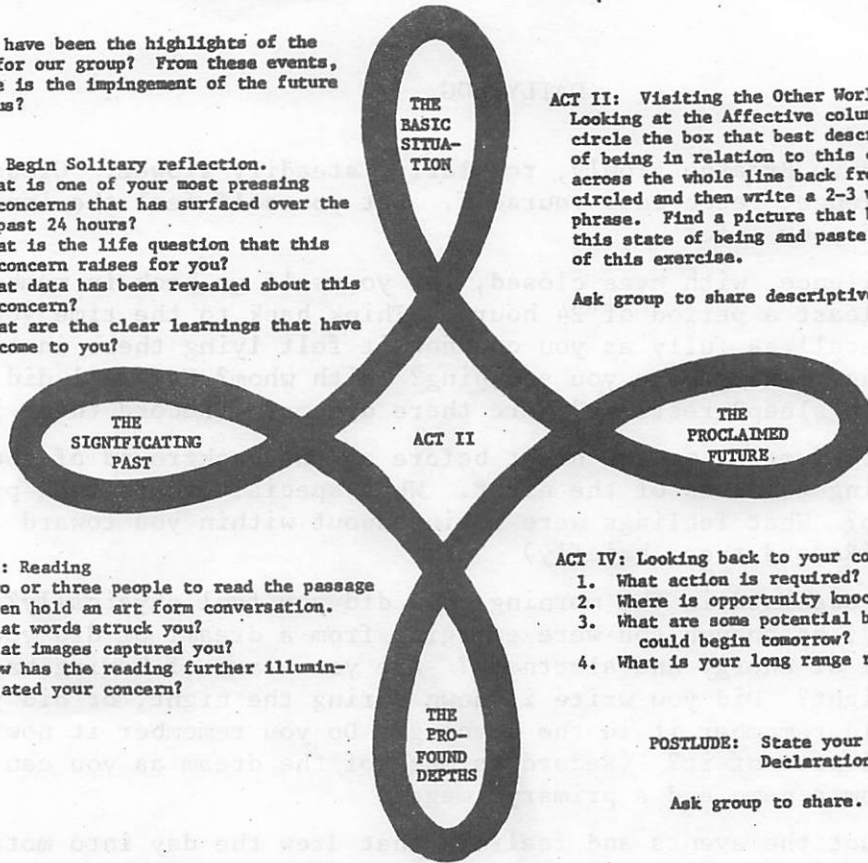 have been the highlights of the
for our group? From these events,
e is the impingement of the future
us?
Begin Solitary reflection.
at is one of your most pressing
concerns that has surfaced over the
past 24 hours?
at is the life question that this
concern raises for you?
at data has been revealed about this
concern?
at are the clear learnings that have
come to you?
THE
BASIC
SITUA-
TION
ACT II: Visiting the Other Worl
Looking at the Affective colum
circle the box that best descr
of being in relation to this
across the whole line back fr
circled and then write a 2-3 w
phrase. Find a picture that
this state of being and paste
of this exercise.
Ask group to share descriptiv
THE
SIGNIFICATING
PAST
ACT II
THE
PROCLAIMED
FUTURE
: Reading
o or three people to read the passage
en hold an art form conversation.
at words struck you?
at images captured you?
w has the reading further illumin-
ated your concern?
THE
PRO-
FOUND
DEPTHS
ACT IV: Looking back to your co
1. What action is required?
2. Where is opportunity knoc
3. What are some potential b
could begin tomorrow?
4. What is your long range r
POSTLUDE: State your
Declaration
Ask group to share.